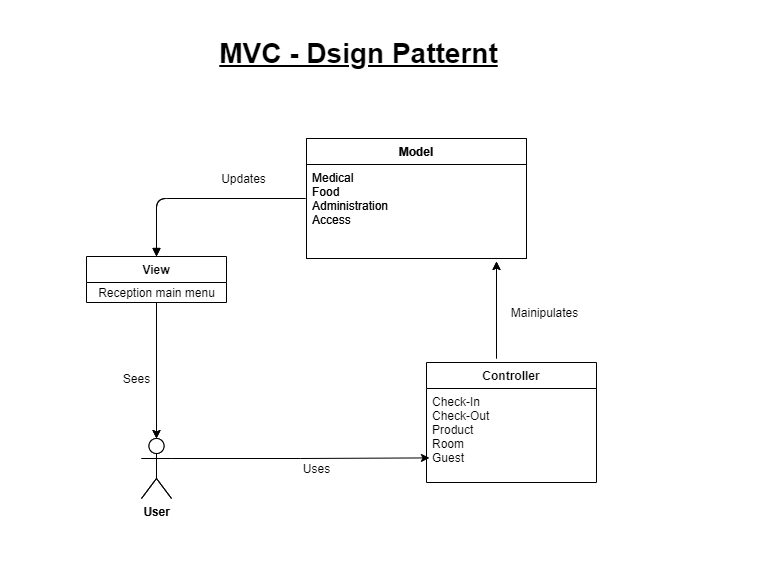 MVC - Dsign Patternt
Model
Medical
Food
Administration
Access
Updates
View
Reception main menu
Mainipulates
Controller
Check-In
Check-Out
Product
Room
Guest
Sees
Uses
User